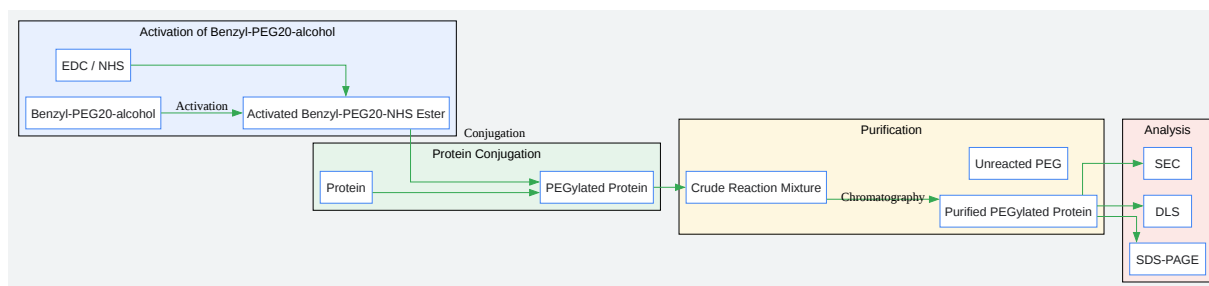 Activation of Benzyl-PEG20-alcohol
EDC / NHS
Benzyl-PEG20-alcohol
Activation
Activated Benzyl-PEG20-NHS Ester
Conjugation
Protein Conjugation
Protein
PEGylated Protein
Purification
Unreacted PEG
Crude Reaction Mixture
Chromatography
Purified PEGylated Protein
Analysis
SEC
DLS
SDS-PAGE